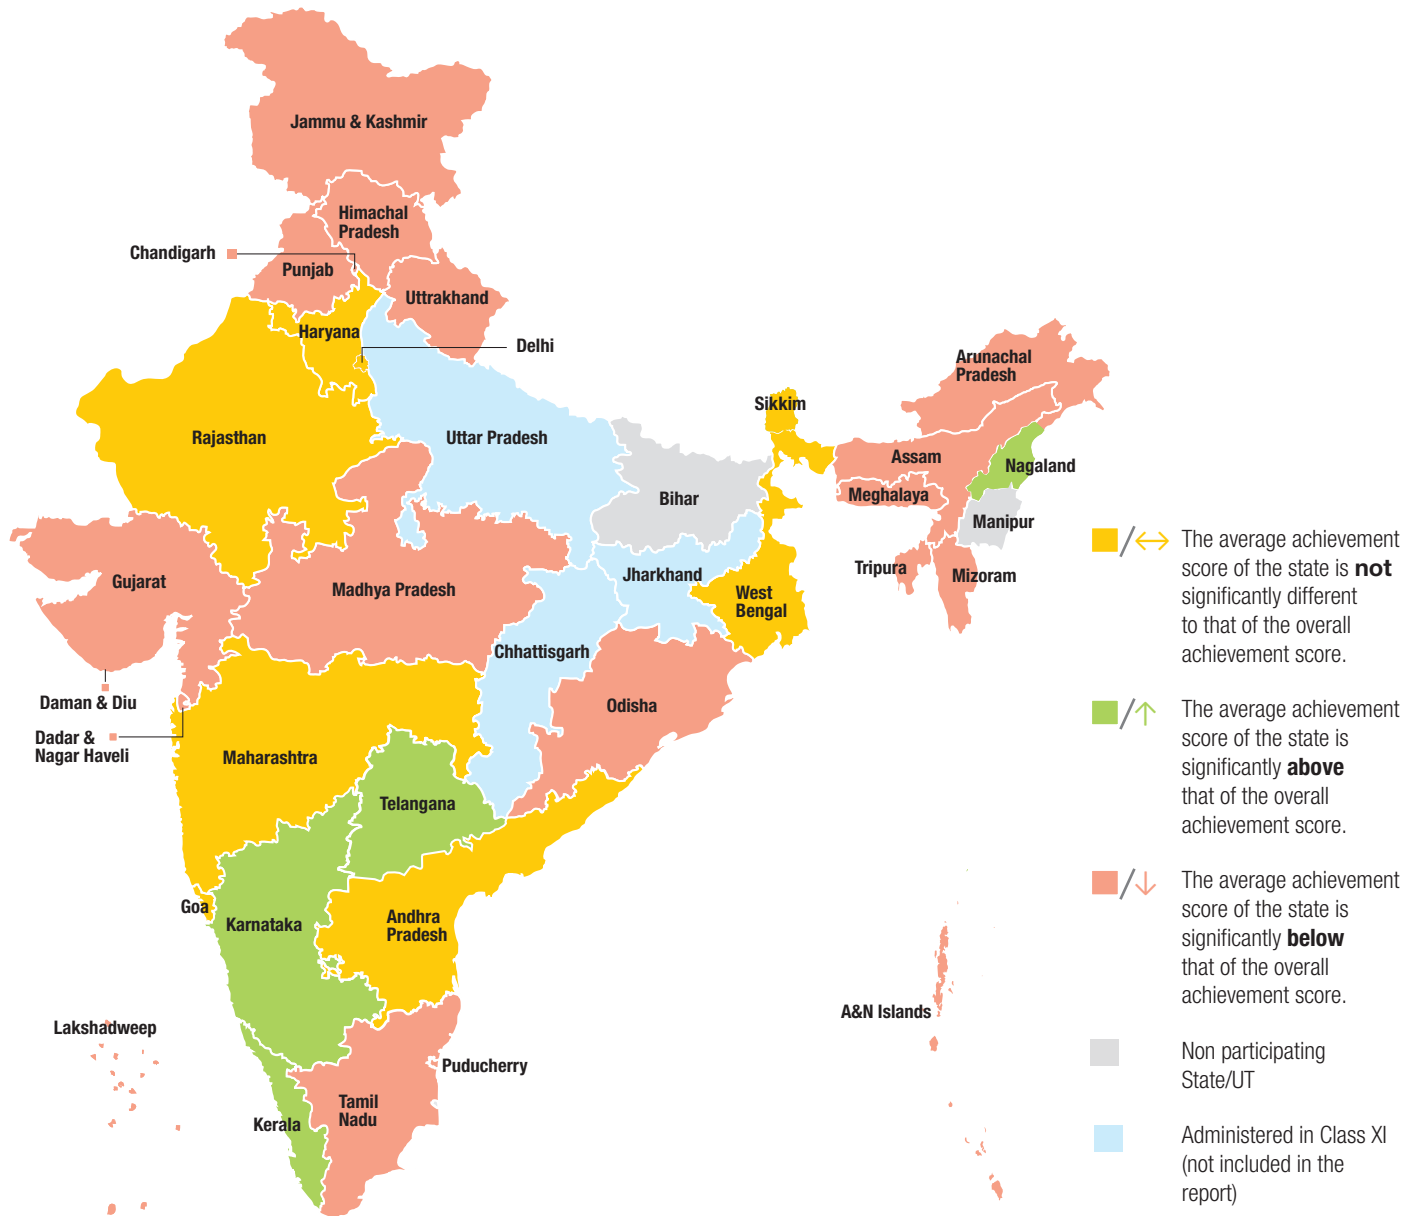 Jammu & Kashmir
Himachal
Pradesh
Chandigarh
Punjab
Uttrakhand
Haryana
Delhi
Arunachal
Pradesh
Sikkim
Rajasthan
Uttar Pradesh
Assam
Nagaland
Bihar
Meghalaya
Manipur
Gujarat
Madhya Pradesh
Jharkhand
Tripura
Mizoram
West
Bengal
Chhattisgarh
Daman & Diu
Odisha
Dadar &
Nagar Haveli
Maharashtra
Telangana
Goa
Karnataka
Andhra
Pradesh
A&N Islands
Lakshadweep
Puducherry
Tamil
Nadu
Kerala
The average achievement
score of the state is not
significantly different
to that of the overall
achievement score.
The average achievement
score of the state is
significantly above
that of the overall
achievement score.
The average achievement
score of the state is
significantly below
that of the overall
achievement score.
Non participating
State/UT
Administered in Class XI
(not included in the
report)